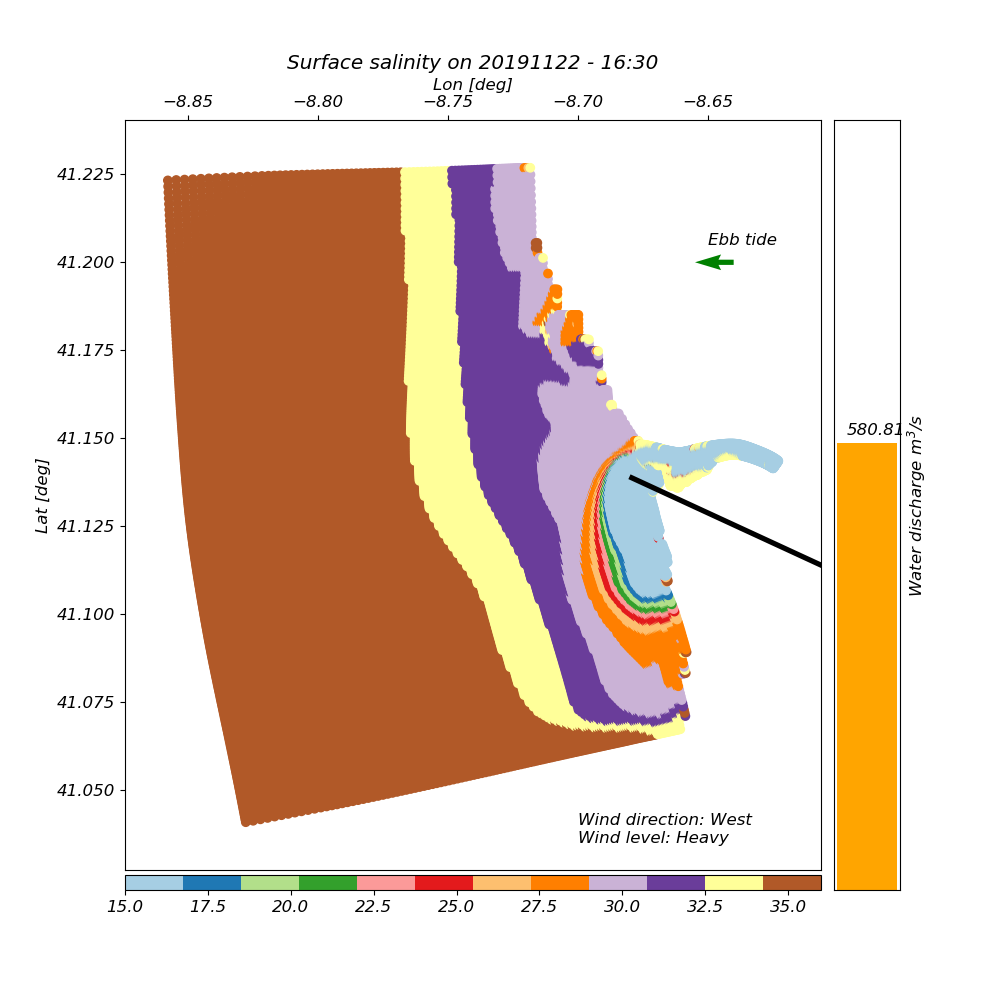 Surface salinity on 20191122 - 16:30
Lon [deg]
−8.85 −8.80 −8.75 −8.70 −8.65
41.225
41.200
41.175
41.150
41.125
41.100
41.075
41.050
Lat [deg]
Ebb tide
580.81
Water discharge m³/s
Wind direction: West
Wind level: Heavy
15.0 17.5 20.0 22.5 25.0 27.5 30.0 32.5 35.0